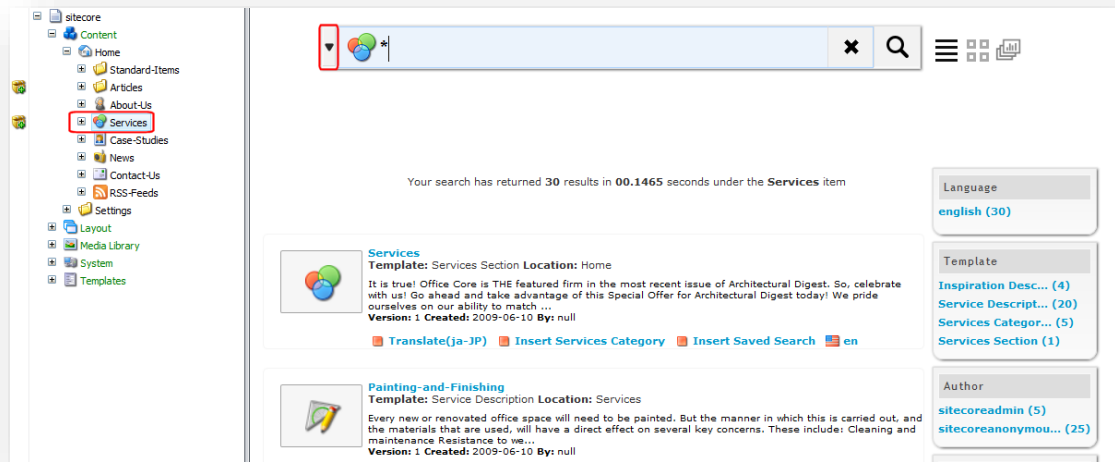 sitecore
Content
Home
Standard-Items
Articles
About-Us
Services
Case-Studies
News
Contact-Us
RSS-Feeds
Settings
Layout
Media Library
System
Templates
*
Your search has returned 30 results in 00.1465 seconds under the Services item
Services
Template: Services Section Location: Home
It is true! Office Core is THE featured firm in the most recent issue of Architectural Digest. So, celebrate
with us! Go ahead and take advantage of this Special Offer for Architectural Digest today! We pride
ourselves on our ability to match ...
Version: 1 Created: 2009-06-10 By: null
Translate(ja-JP) Insert Services Category Insert Saved Search en
Painting-and-Finishing
Template: Service Description Location: Services
Every new or renovated office space will need to be painted. But the manner in which this is carried out, and
the materials that are used, will have a direct effect on several key concerns. These include: Cleaning and
maintenance Resistance to we...
Version: 1 Created: 2009-06-10 By: null
Language
english (30)
Template
Inspiration Desc... (4)
Service Descript... (20)
Services Categor... (5)
Services Section (1)
Author
sitecoreadmin (5)
sitecoreanonymou... (25)